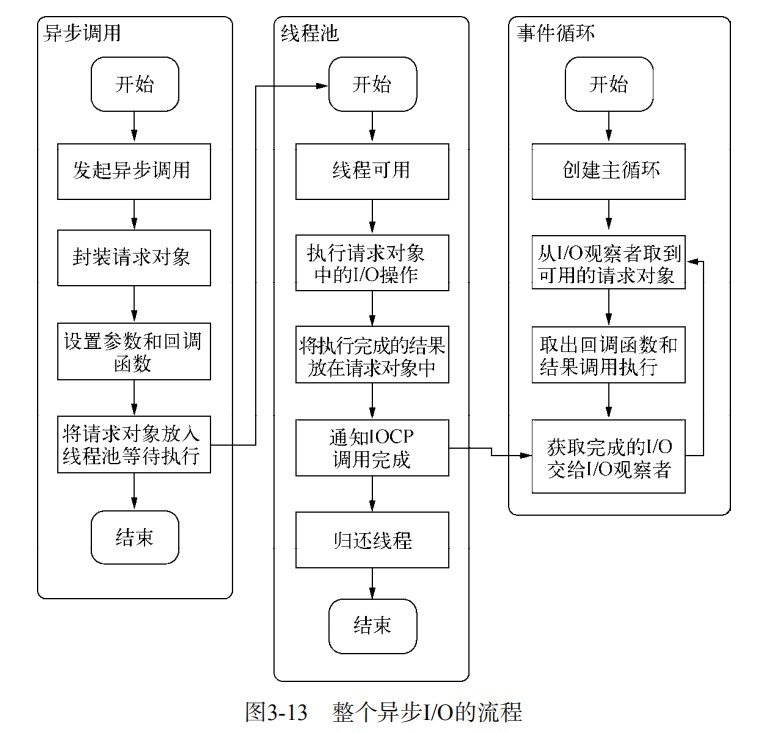 异步调用
开始
发起异步调用
封装请求对象
设置参数和回调
函数
将请求对象放入
线程池等待执行
结束
线程池
开始
线程可用
执行请求对象
中的I/O操作
将执行完成的结果
放在请求对象中
通知IOCP
调用完成
归还线程
结束
事件循环
开始
创建主循环
从I/O观察者取到
可用的请求对象
取出回调函数和
结果调用执行
获取完成的I/O
交给I/O观察者
图3-13 整个异步I/O的流程